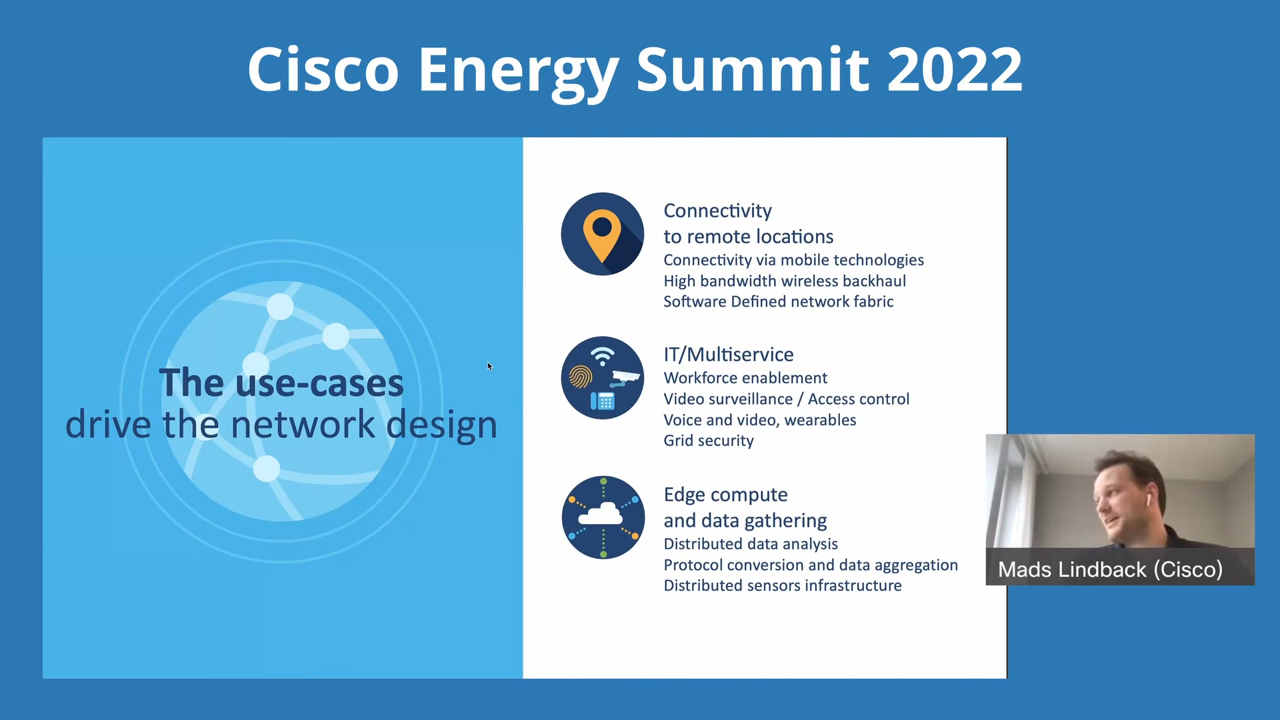 Cisco Energy Summit 2022
The use-cases
drive the network design
Connectivity
to remote locations
Connectivity via mobile technologies
High bandwidth wireless backhaul
Software Defined network fabric
IT/Multiservice
Workforce enablement
Video surveillance / Access control
Voice and video, wearables
Grid security
Edge compute
and data gathering
Distributed data analysis
Protocol conversion and data aggregation
Distributed sensors infrastructure
Mads Lindback (Cisco)